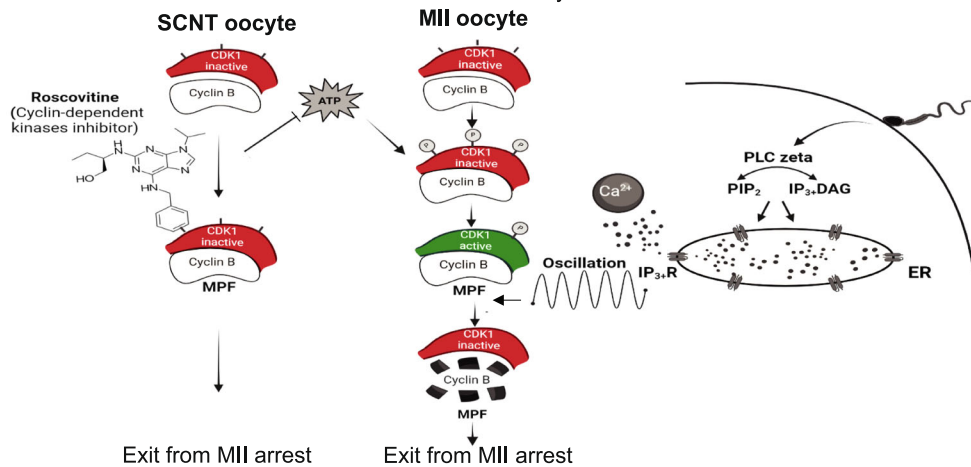 SCNT oocyte
MII oocyte
CDK1
inactive
Cyclin B
Roscovitine
(Cyclin-dependent
kinases inhibitor)
N
N
N
N
H
N
HO
HN
CDK1
inactive
Cyclin B
MPF
Exit from MII arrest
ATP
CDK1
inactive
Cyclin B
P
P
P
CDK1
inactive
Cyclin B
P
CDK1
active
Cyclin B
MPF
CDK1
inactive
Cyclin B
MPF
Exit from MII arrest
Oscillation
Ca2+
PLC zeta
PIP2
IP3+DAG
IP3+R
ER